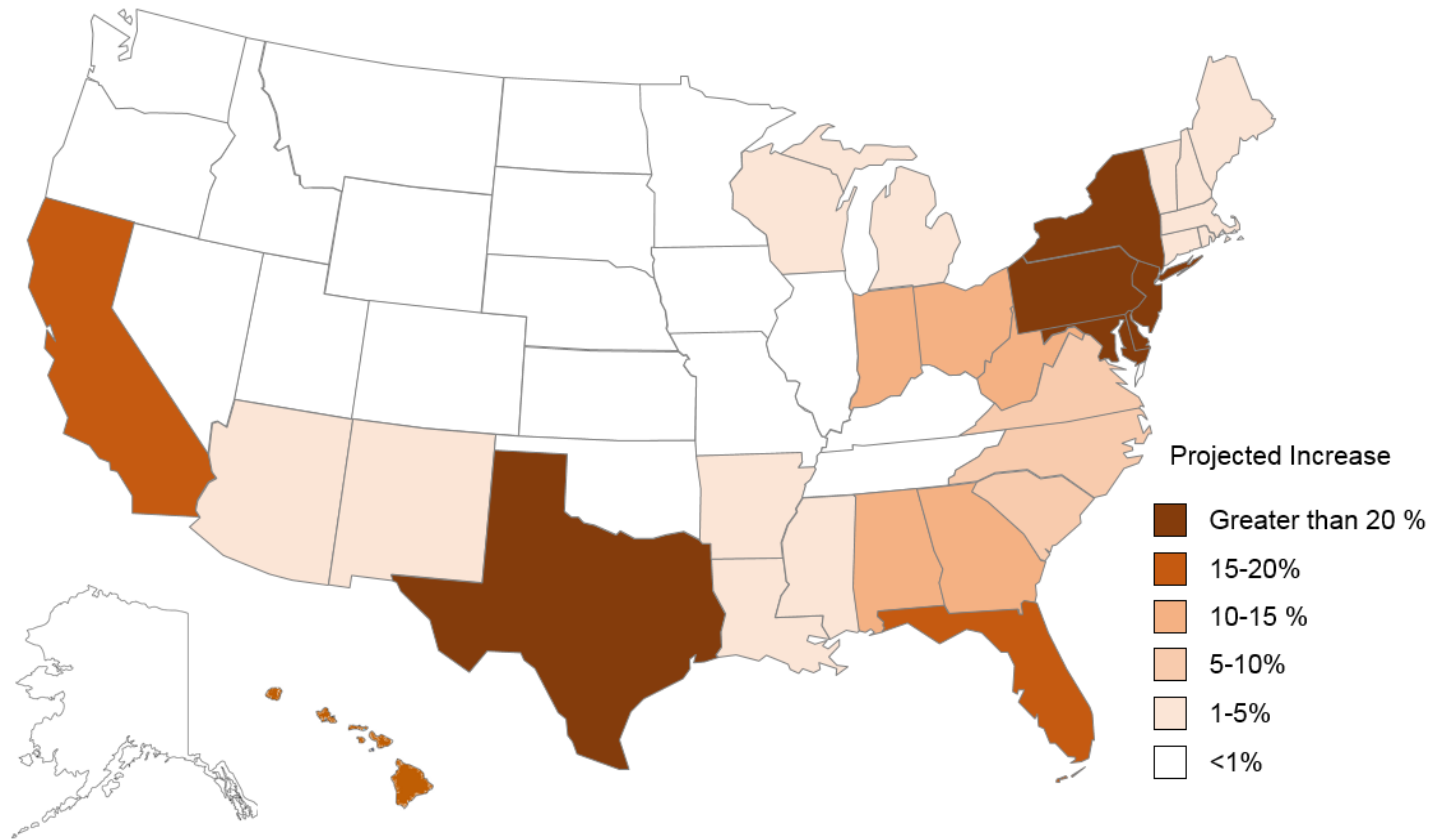 Projected Increase
Greater than 20 %
15-20%
10-15 %
5-10%
1-5%
<1%